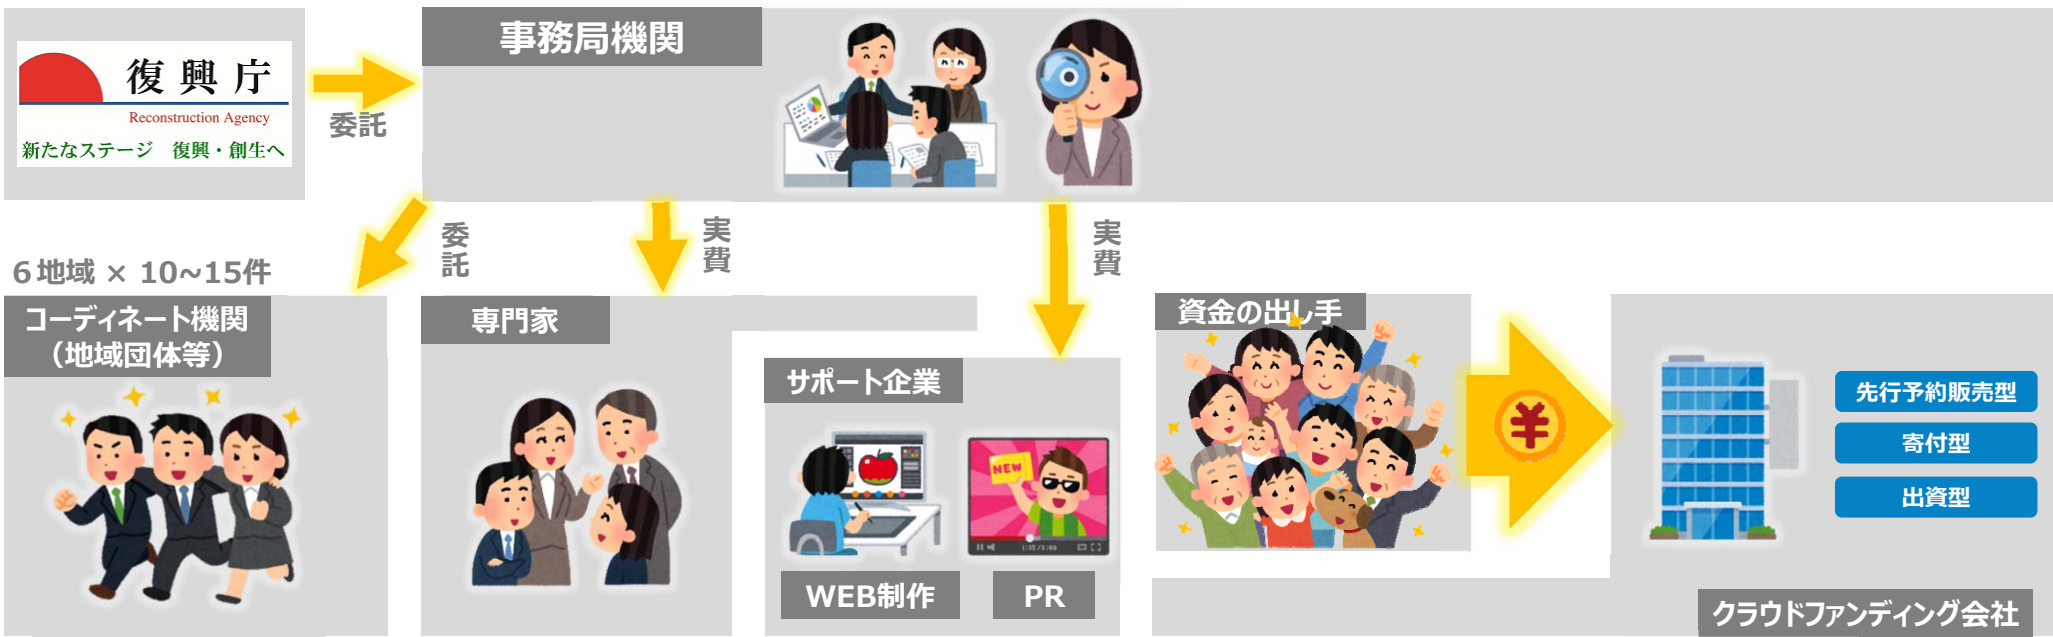 復興庁
Reconstruction Agency
新たなステージ 復興・創生へ
委託
事務局機関
委託
実費
実費
６地域 × 10~15件
コーディネート機関
（地域団体等）
専門家
サポート企業
NEW
WEB制作
PR
資金の出し手
¥
先行予約販売型
寄付型
出資型
クラウドファンディング会社